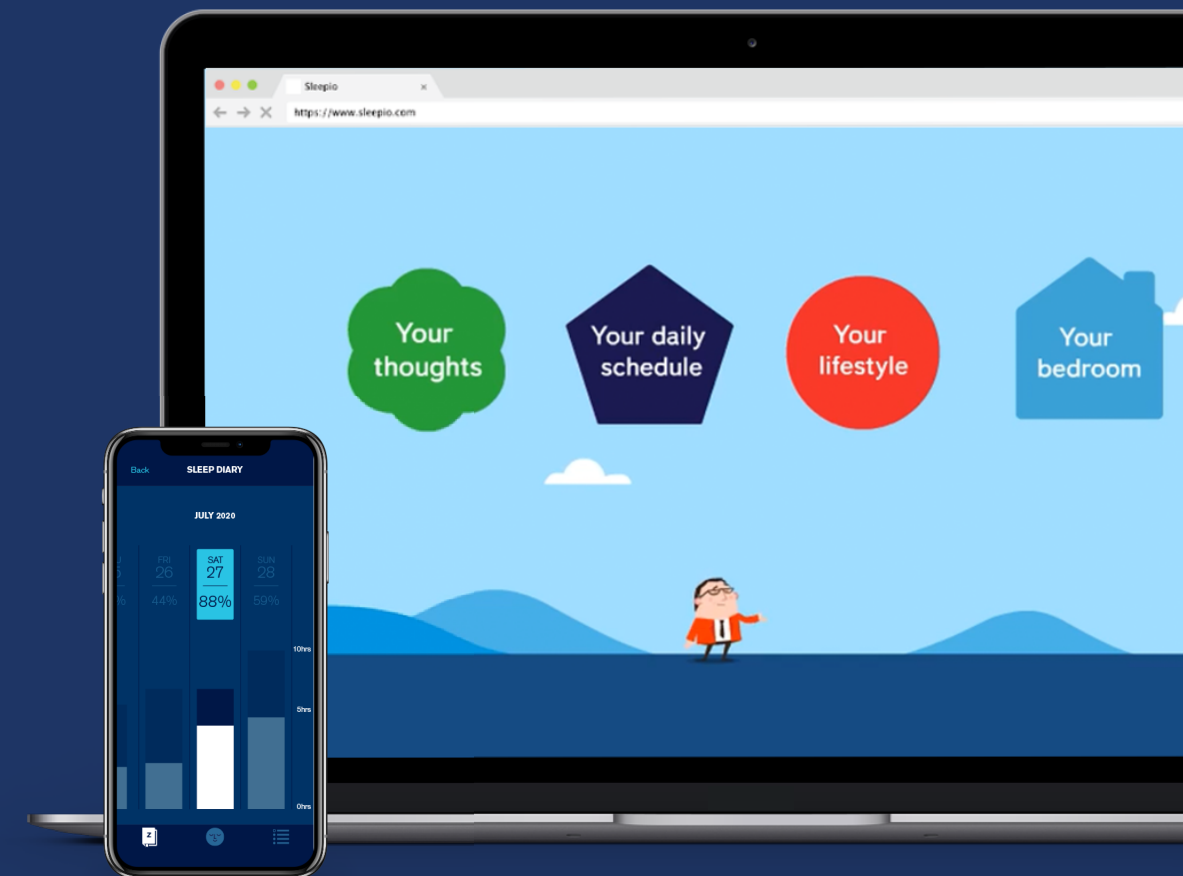 Sleepio
https://www.sleepio.com
Your
thoughts
Your daily
schedule
Your
lifestyle
Your
bedroom
Back
SLEEP DIARY
JULY 2020
FRI
SAT
SUN
26
27
28
44%
88%
59%
10hrs
5hrs
0hrs
z